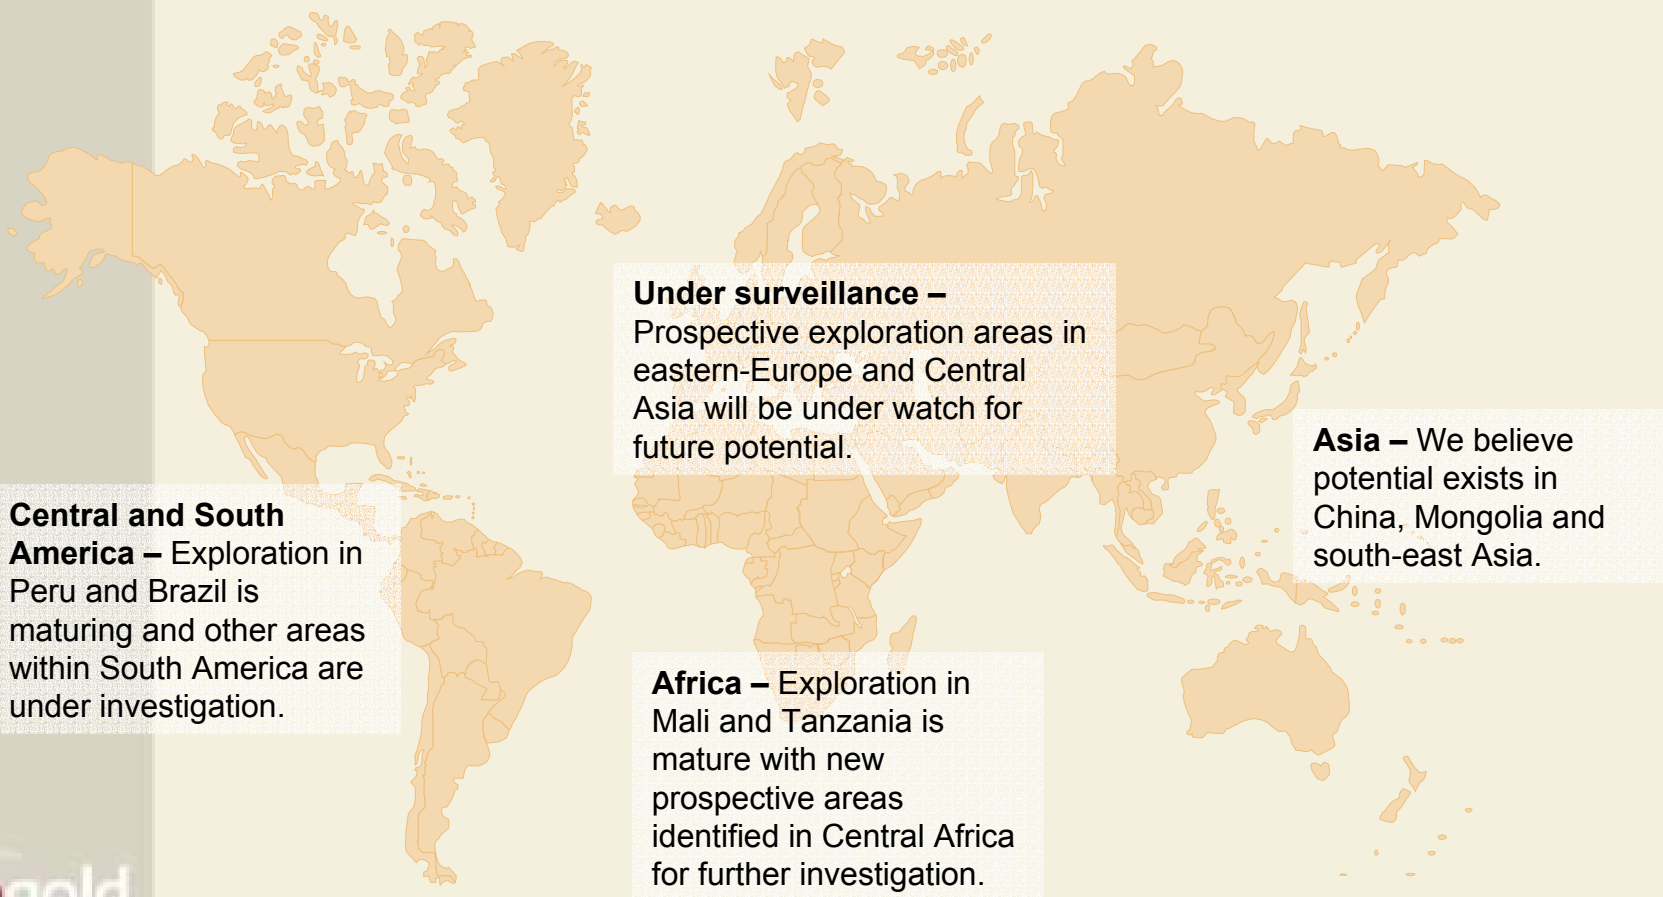 Under surveillance –
Prospective exploration areas in
eastern-Europe and Central
Asia will be under watch for
future potential.
Asia – We believe
potential exists in
China, Mongolia and
south-east Asia.
Central and South
America – Exploration in
Peru and Brazil is
maturing and other areas
within South America are
under investigation.
Africa – Exploration in
Mali and Tanzania is
mature with new
prospective areas
identified in Central Africa
for further investigation.
gold